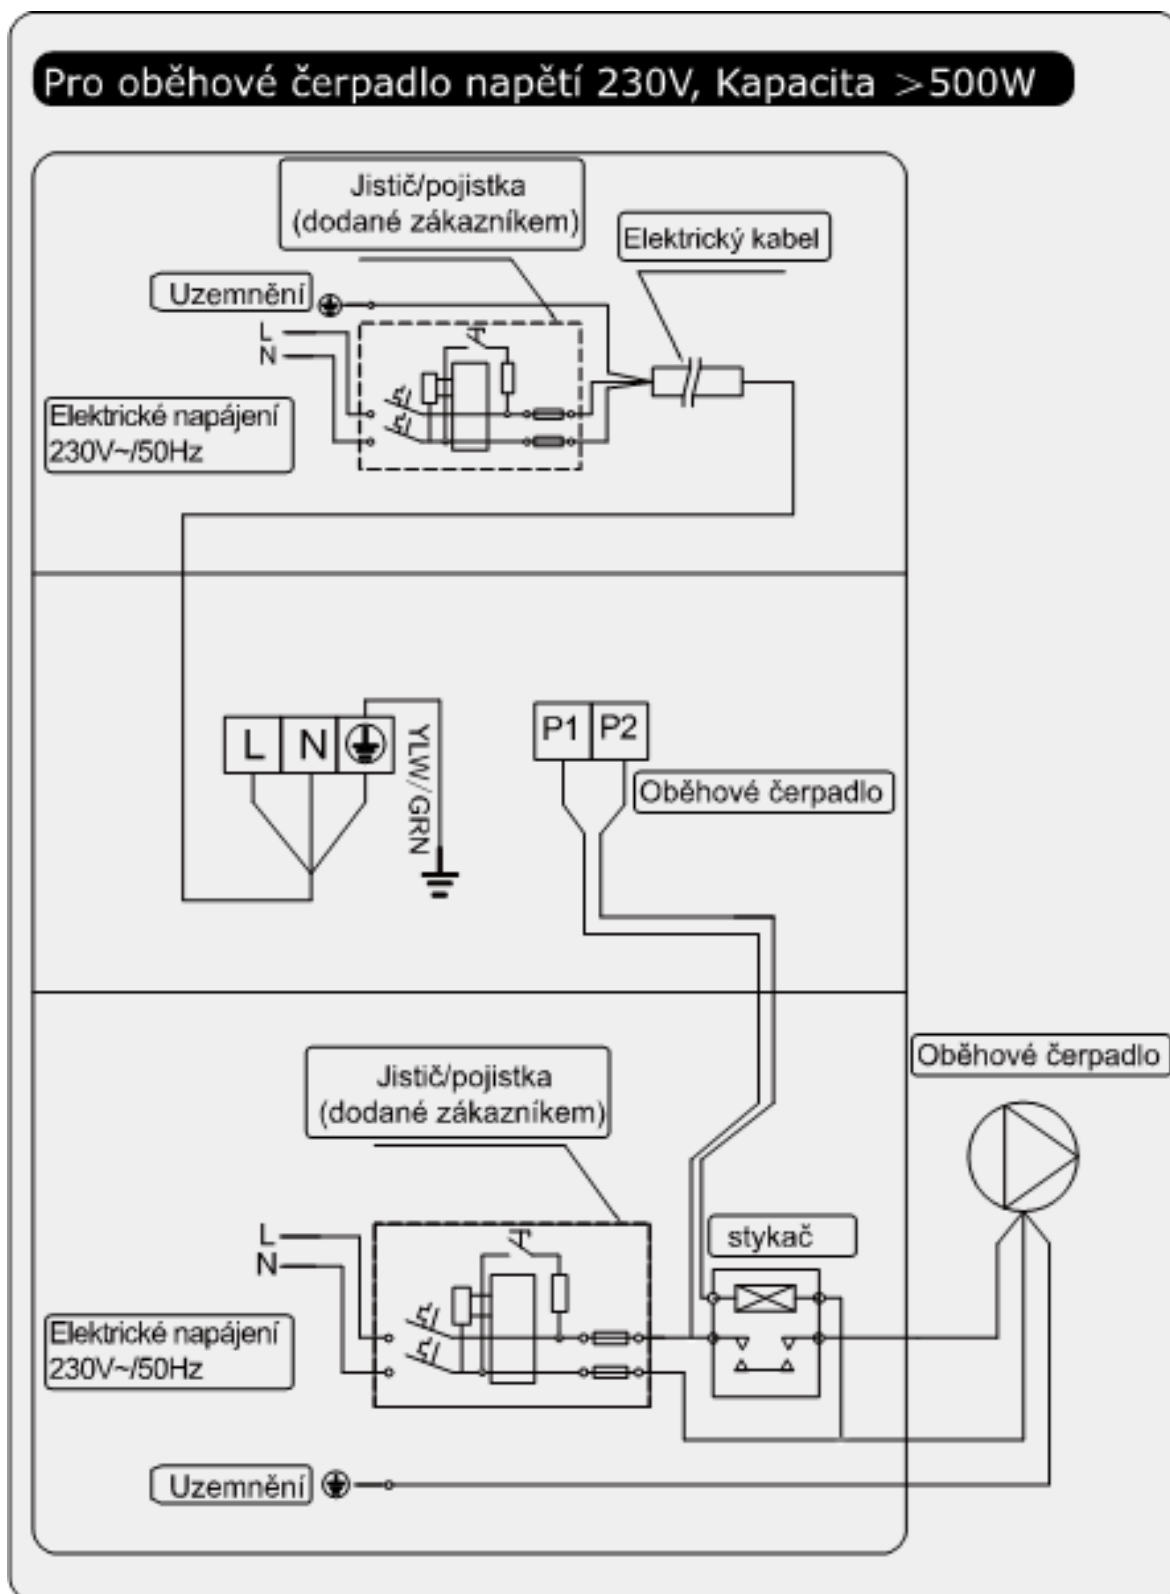 Pro oběhové čerpadlo napětí 230V, Kapacita >500W
Jistič/pojistka
(dodané zákazníkem)
Elektrický kabel
Uzemnění
L
N
Elektrické napájení
230V~/50Hz
L N
YLW/GRN
P1 P2
Oběhové čerpadlo
Oběhové čerpadlo
Jistič/pojistka
(dodané zákazníkem)
stykač
L
N
Elektrické napájení
230V~/50Hz
Uzemnění